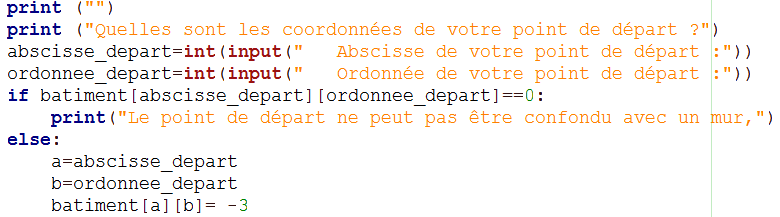 print ("")
print ("Quelles sont les coordonnées de votre point de départ ?")
abscisse_depart=int(input("   Abscisse de votre point de départ :"))
ordonnee_depart=int(input("   Ordonnée de votre point de départ :"))
if batiment[abscisse_depart][ordonnee_depart]==0:
    print("Le point de départ ne peut pas être confondu avec un mur,")
else:
    a=abscisse_depart
    b=ordonnee_depart
    batiment[a][b]= -3